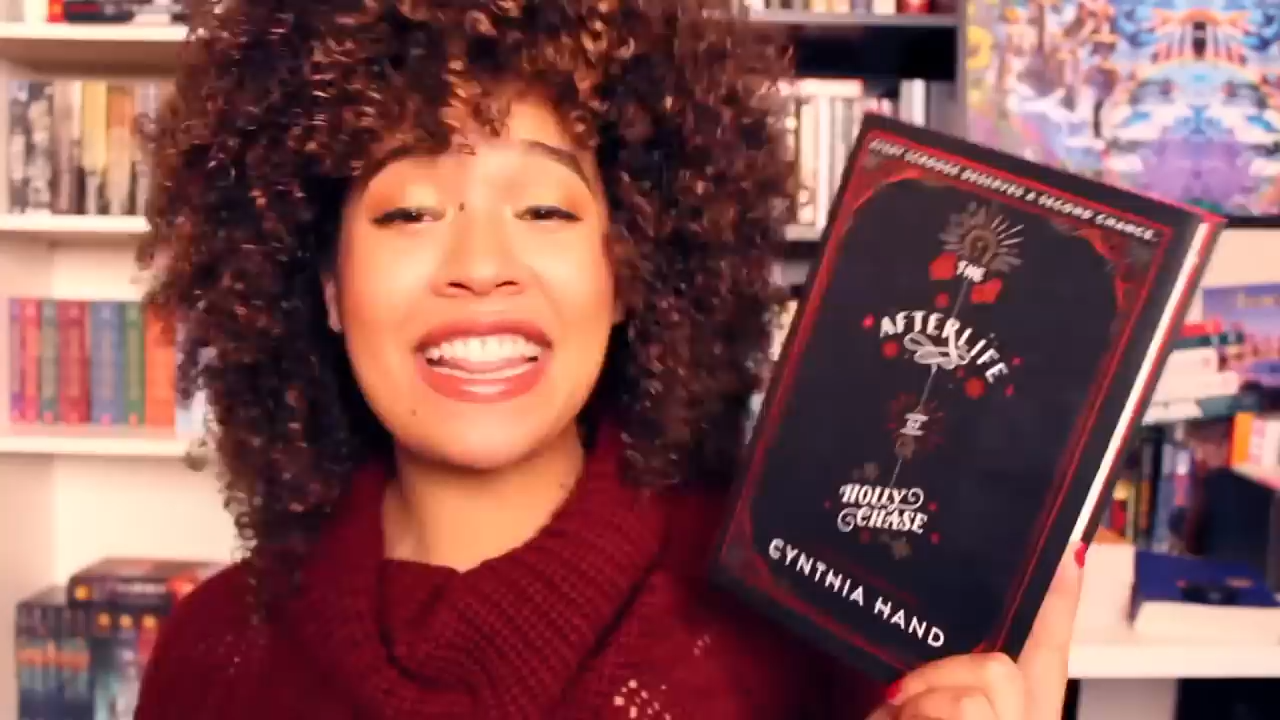 EVERY SCROOGE DESERVES A SECOND CHANCE.
THE
AFTERLIFE
OF
HOLLY
CHASE
CYNTHIA HAND